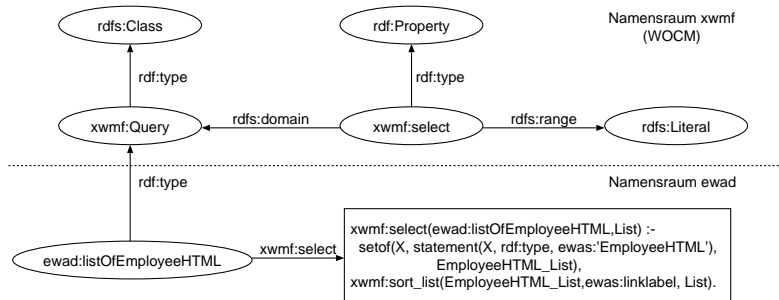 rdfs:Class
rdf:Property
Namensraum xwmf
(WOCM)
rdf:type
rdf:type
xwmf:Query
rdfs:domain
xwmf:select
rdfs:range
rdfs:Literal
rdf:type
Namensraum ewad
ewad:listOfEmployeeHTML
xwmf:select
xwmf:select(ewad:listOfEmployeeHTML,List) :-
setof(X, statement(X, rdf:type, ewas:'EmployeeHTML'),
EmployeeHTML_List),
xwmf:sort_list(EmployeeHTML_List,ewas:linklabel, List).